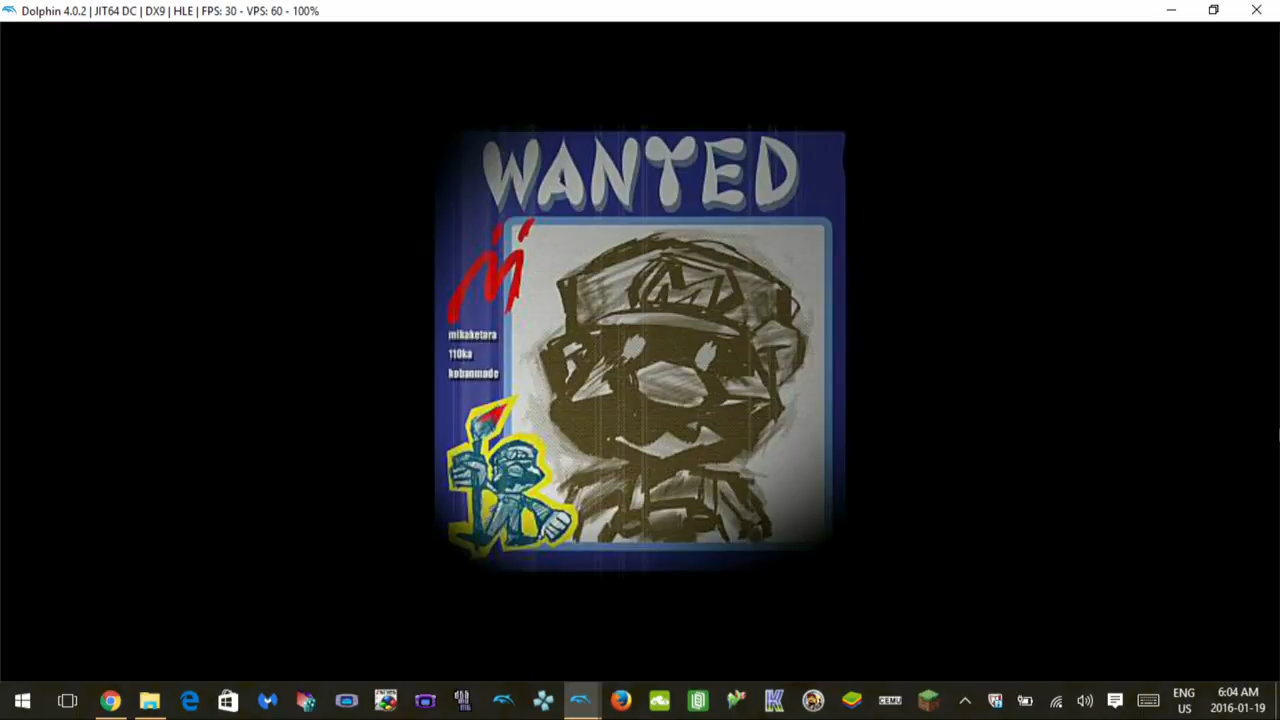 Dolphin 4.0.2 | JIT64 DC | DX9 | HLE | FPS: 30 - VPS: 60 - 100%
WANTED
M
M
mikaketara
110ka
kobanmade
CEMU
ENG
US
6:04 AM
2016-01-19